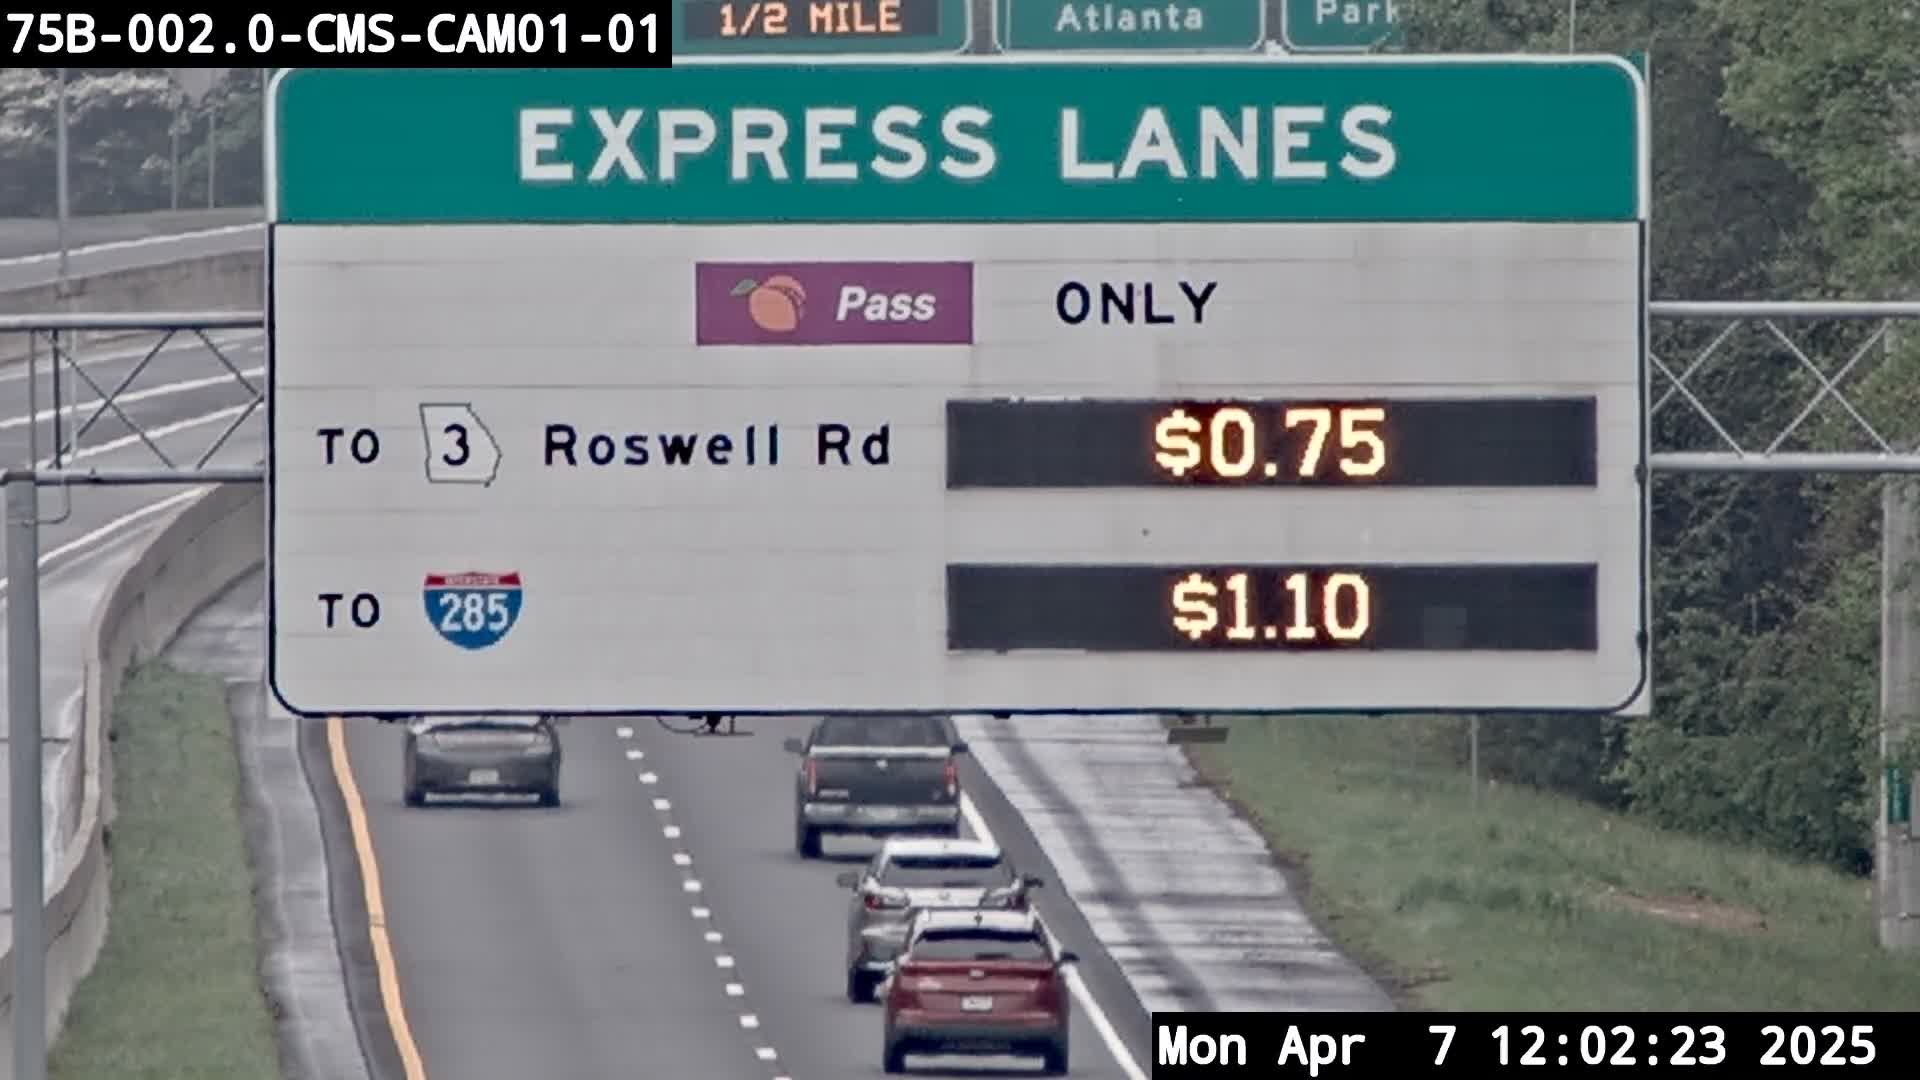 75B-002.0-CMS-CAM01-01
1/2 MILE
Atlanta
Park
EXPRESS LANES
Pass ONLY
TO 3 Roswell Rd $0.75
TO INTERSTATE 285 $1.10
Mon Apr 7 12:02:23 2025